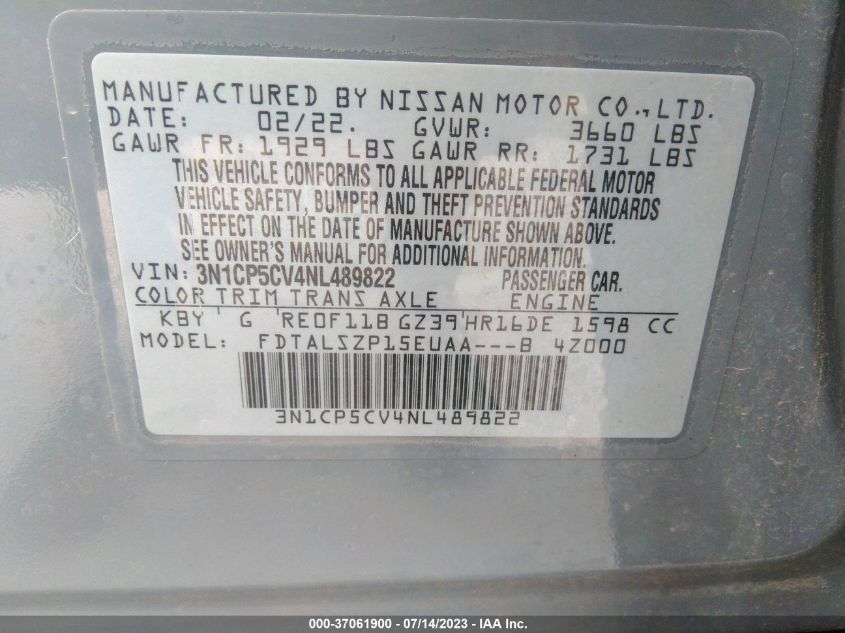 MANUFACTURED BY NISSAN MOTOR CO., LTD.
DATE: 02/22. GVWR: 3660 LBS
GAWR FR: 1929 LBS GAWR RR: 1731 LBS
THIS VEHICLE CONFORMS TO ALL APPLICABLE FEDERAL MOTOR
VEHICLE SAFETY, BUMPER AND THEFT PREVENTION STANDARDS
IN EFFECT ON THE DATE OF MANUFACTURE SHOWN ABOVE.
SEE OWNER'S MANUAL FOR ADDITIONAL INFORMATION.
VIN: 3N1CP5CV4NL489822 PASSENGER CAR.
COLOR TRIM TRANS AXLE ENGINE
KBY G RE0F11B GZ39 HR16DE 1598 CC
MODEL: FDTALSZP15EUAA---B 4Z000
3N1CP5CV4NL489822
000-37061900 - 07/14/2023 - IAA Inc.